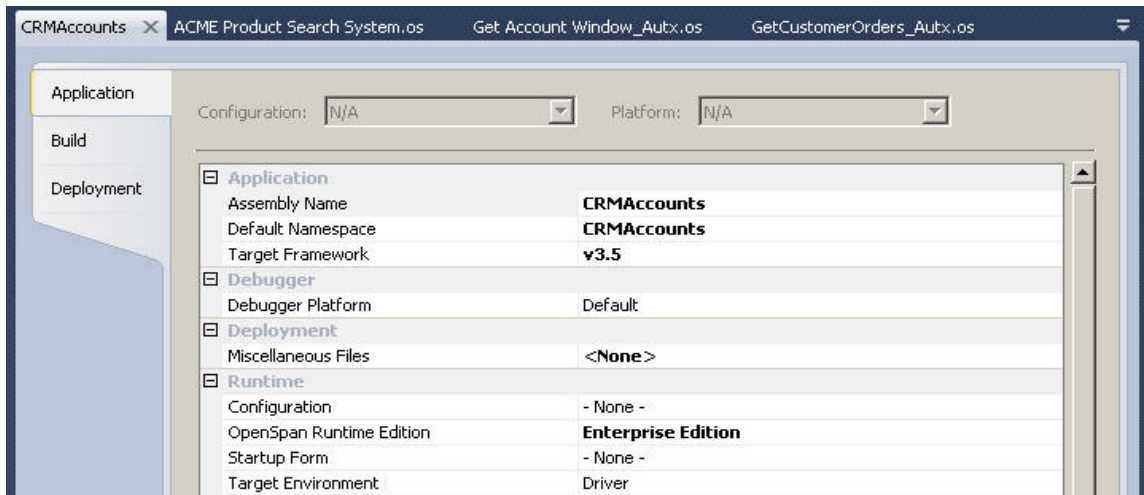 CRMAccounts ACME Product Search System.os Get Account Window_Autx.os GetCustomerOrders_Autx.os
Application
Build
Deployment
Configuration: N/A Platform: N/A
Application
Assembly Name CRMAccounts
Default Namespace CRMAccounts
Target Framework v3.5
Debugger
Debugger Platform Default
Deployment
Miscellaneous Files <None>
Runtime
Configuration - None -
OpenSpan Runtime Edition Enterprise Edition
Startup Form - None -
Target Environment Driver